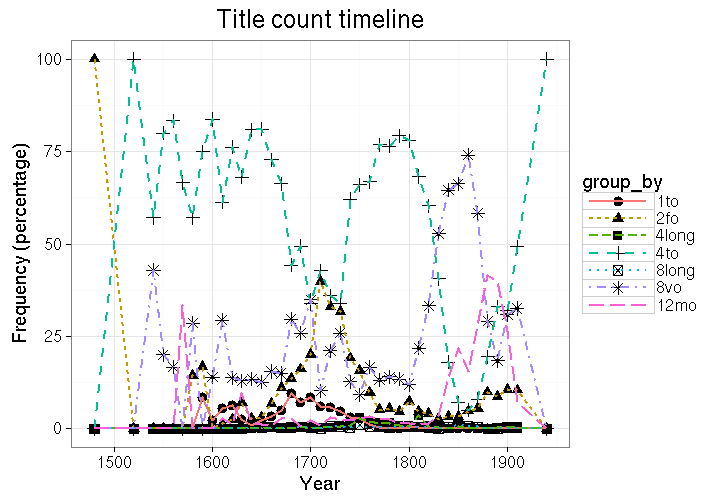 Title count timeline
Frequency (percentage)
100
75
50
25
0
1500 1600 1700 1800 1900
Year
group_by
1to
2fo
4long
4to
8long
8vo
12mo